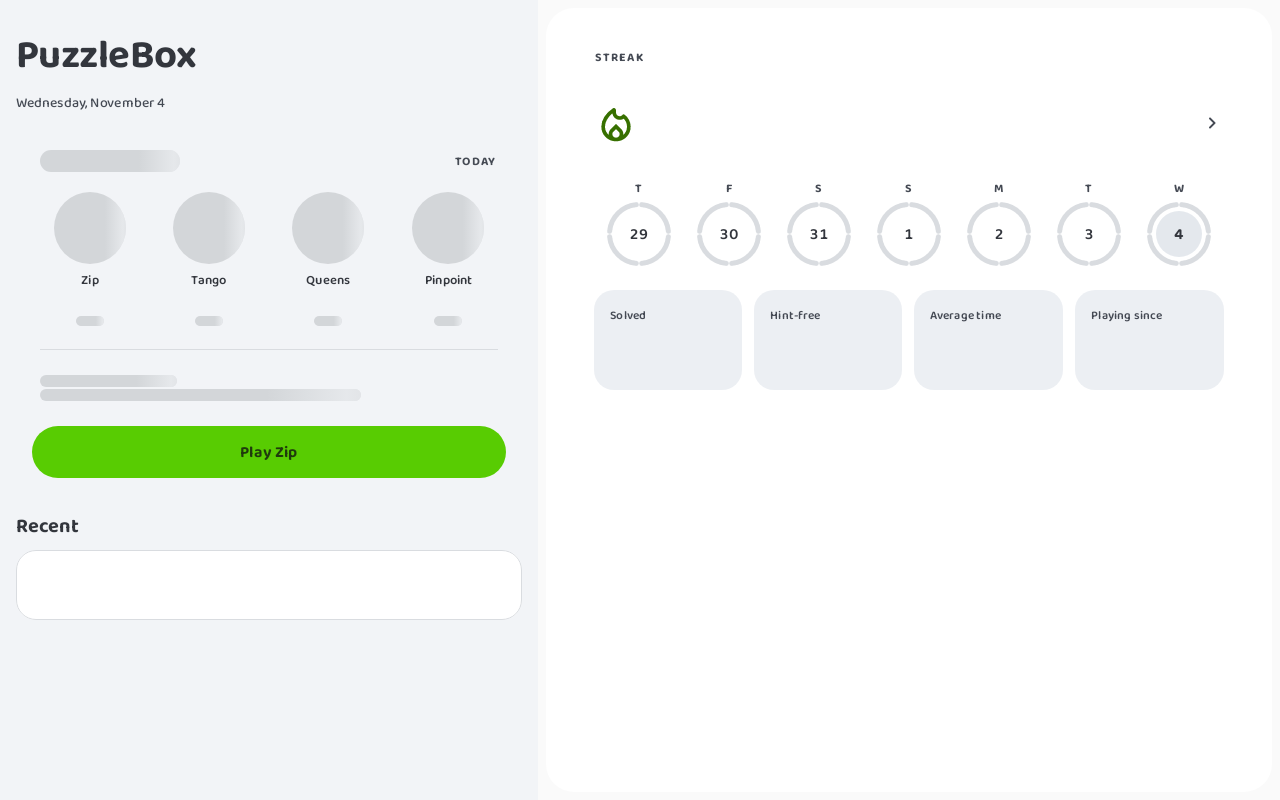 PuzzleBox
Wednesday, November 4
TODAY
Zip
Tango
Queens
Pinpoint
Play Zip
Recent
STREAK
T F S S M T W
29 30 31 1 2 3 4
Solved
Hint-free
Average time
Playing since